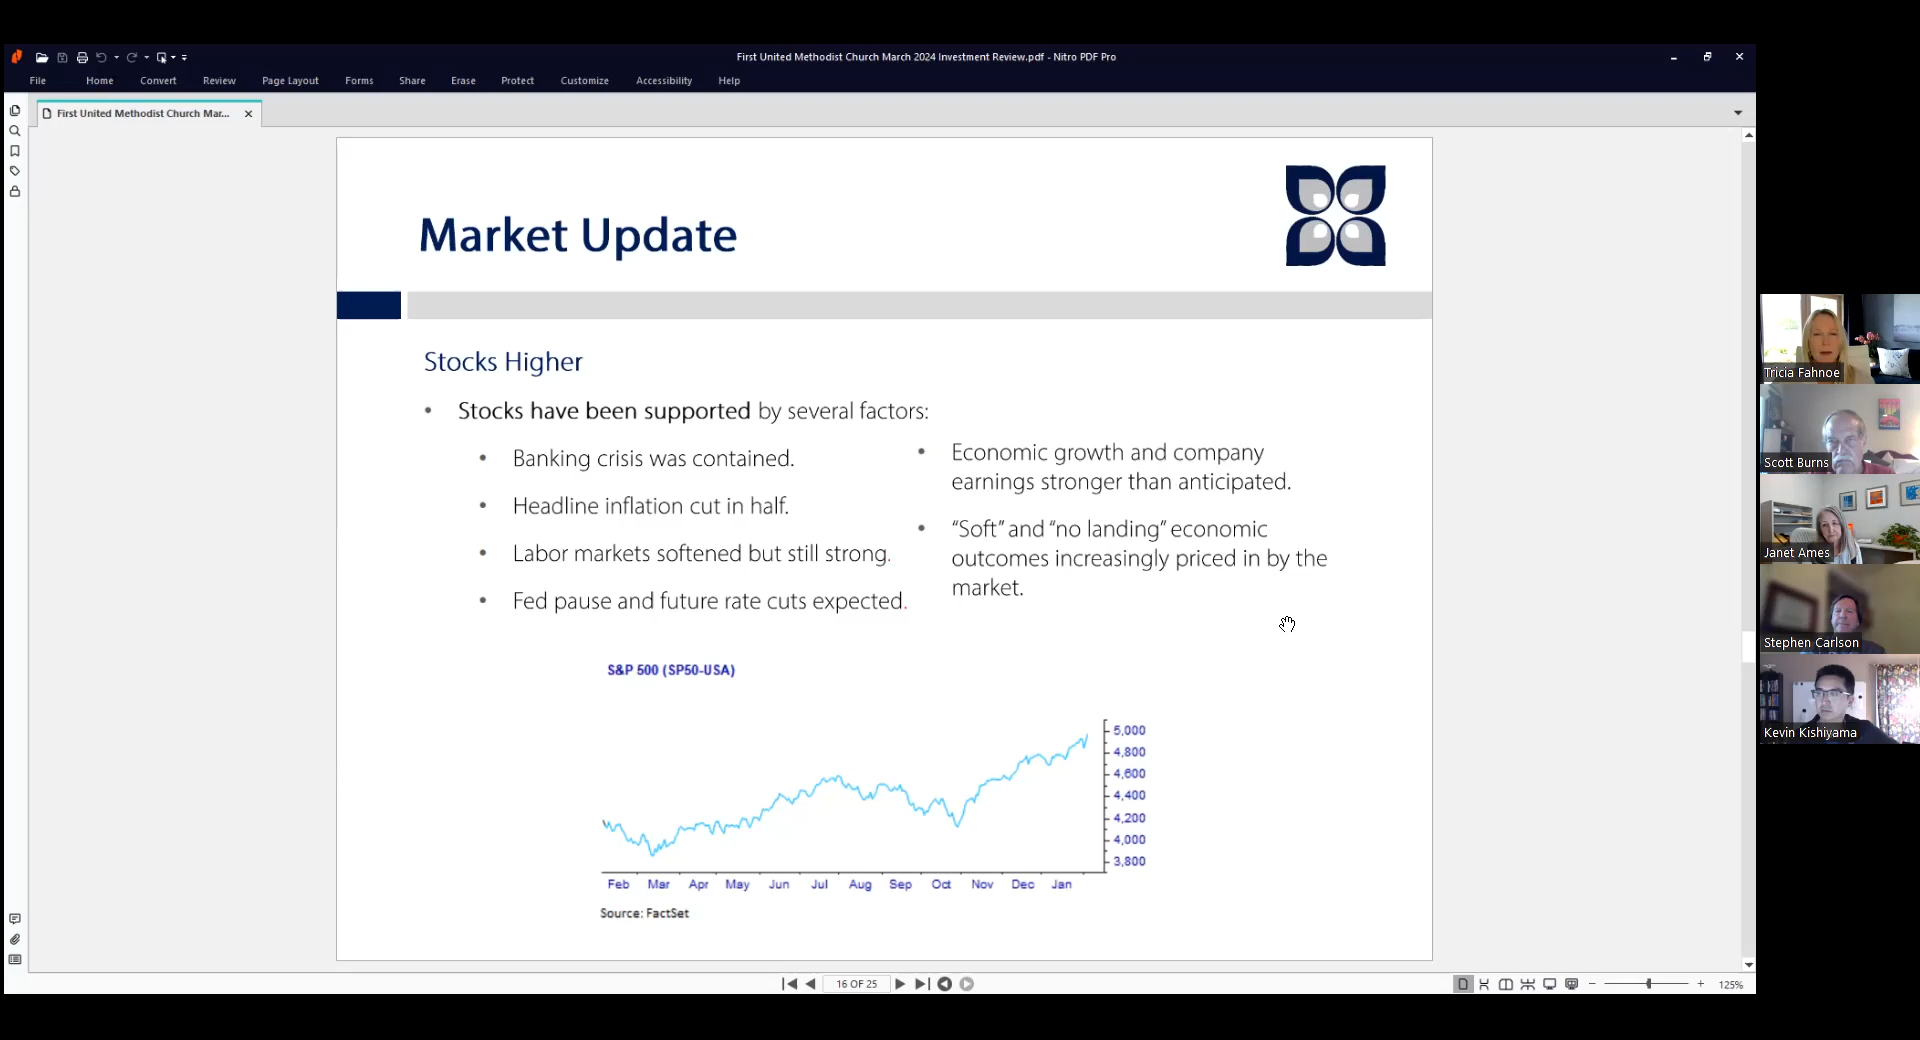 First United Methodist Church March 2024 Investment Review.pdf - Nitro PDF Pro
File Home Convert Review Page Layout Forms Share Erase Protect Customize Accessibility Help
First United Methodist Church Mar...
Market Update
Stocks Higher
• Stocks have been supported by several factors:
• Banking crisis was contained.
• Headline inflation cut in half.
• Labor markets softened but still strong.
• Fed pause and future rate cuts expected.
• Economic growth and company
earnings stronger than anticipated.
• “Soft” and “no landing” economic
outcomes increasingly priced in by the
market.
S&P 500 (SP50-USA)
5,000
4,800
4,600
4,400
4,200
4,000
3,800
Feb Mar Apr May Jun Jul Aug Sep Oct Nov Dec Jan
Source: FactSet
16 OF 25
125%
Tricia Fahnoe
Scott Burns
Janet Ames
Stephen Carlson
Kevin Kishiyama